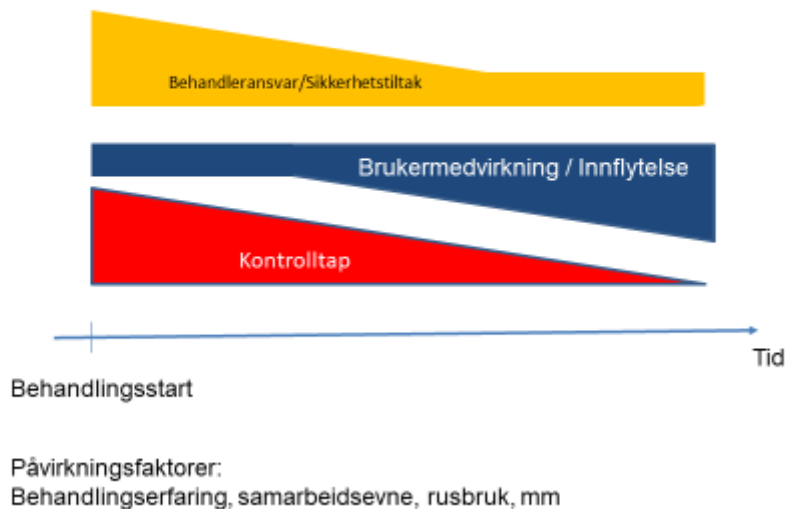 Behandleransvar/Sikkerhetstiltak
Brukermedvirkning / Innflytelse
Kontrolltap
Tid
Behandlingsstart
Påvirkningsfaktorer:
Behandlingserfaring, samarbeidsevne, rusbruk, mm